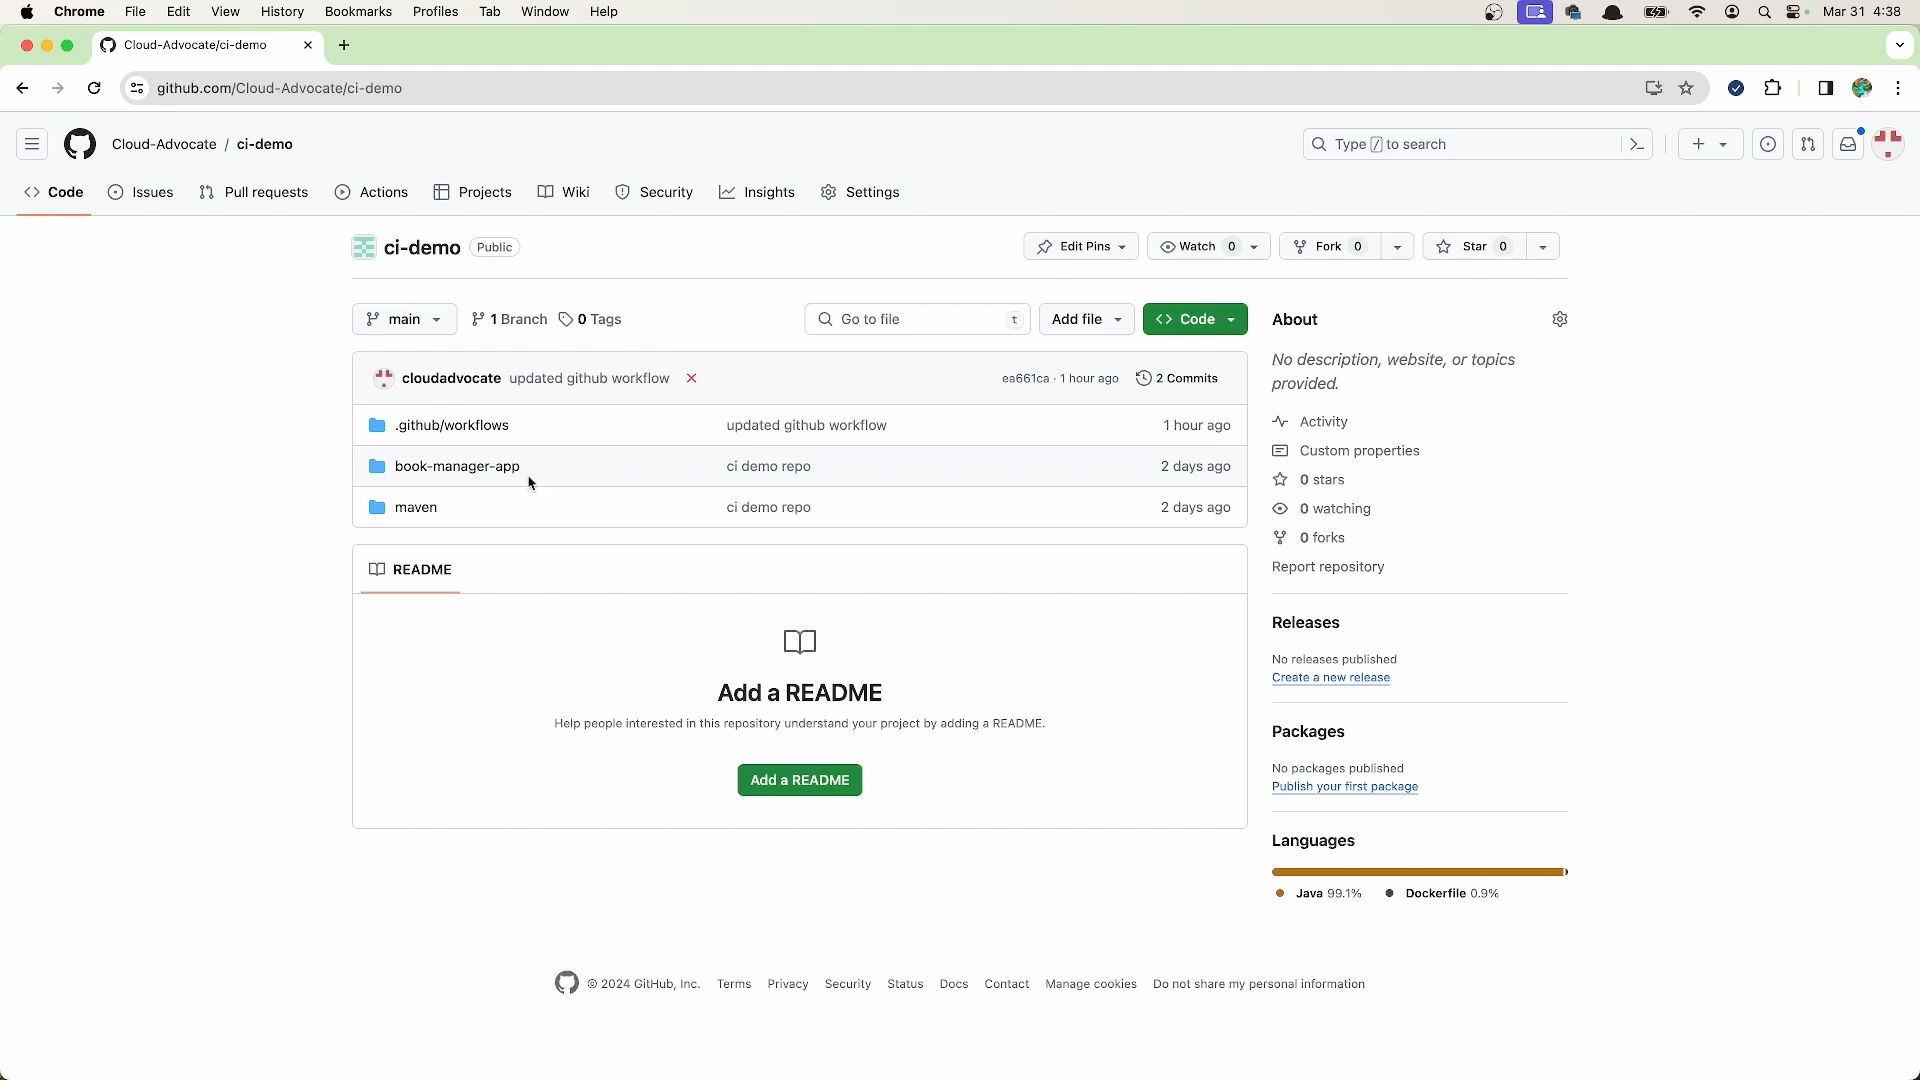 Chrome File Edit View History Bookmarks Profiles Tab Window Help Mar 31 4:38
Cloud-Advocate/ci-demo
github.com/Cloud-Advocate/ci-demo
Cloud-Advocate / ci-demo Type / to search
Code Issues Pull requests Actions Projects Wiki Security Insights Settings
ci-demo Public Edit Pins Watch 0 Fork 0 Star 0
main 1 Branch 0 Tags Go to file t Add file Code About
No description, website, or topics
provided.
cloudadvocate updated github workflow ea661ca · 1 hour ago 2 Commits
.github/workflows updated github workflow 1 hour ago
book-manager-app ci demo repo 2 days ago
maven ci demo repo 2 days ago
README
Add a README
Help people interested in this repository understand your project by adding a README.
Add a README
Activity
Custom properties
0 stars
0 watching
0 forks
Report repository
Releases
No releases published
Create a new release
Packages
No packages published
Publish your first package
Languages
Java 99.1% Dockerfile 0.9%
© 2024 GitHub, Inc. Terms Privacy Security Status Docs Contact Manage cookies Do not share my personal information